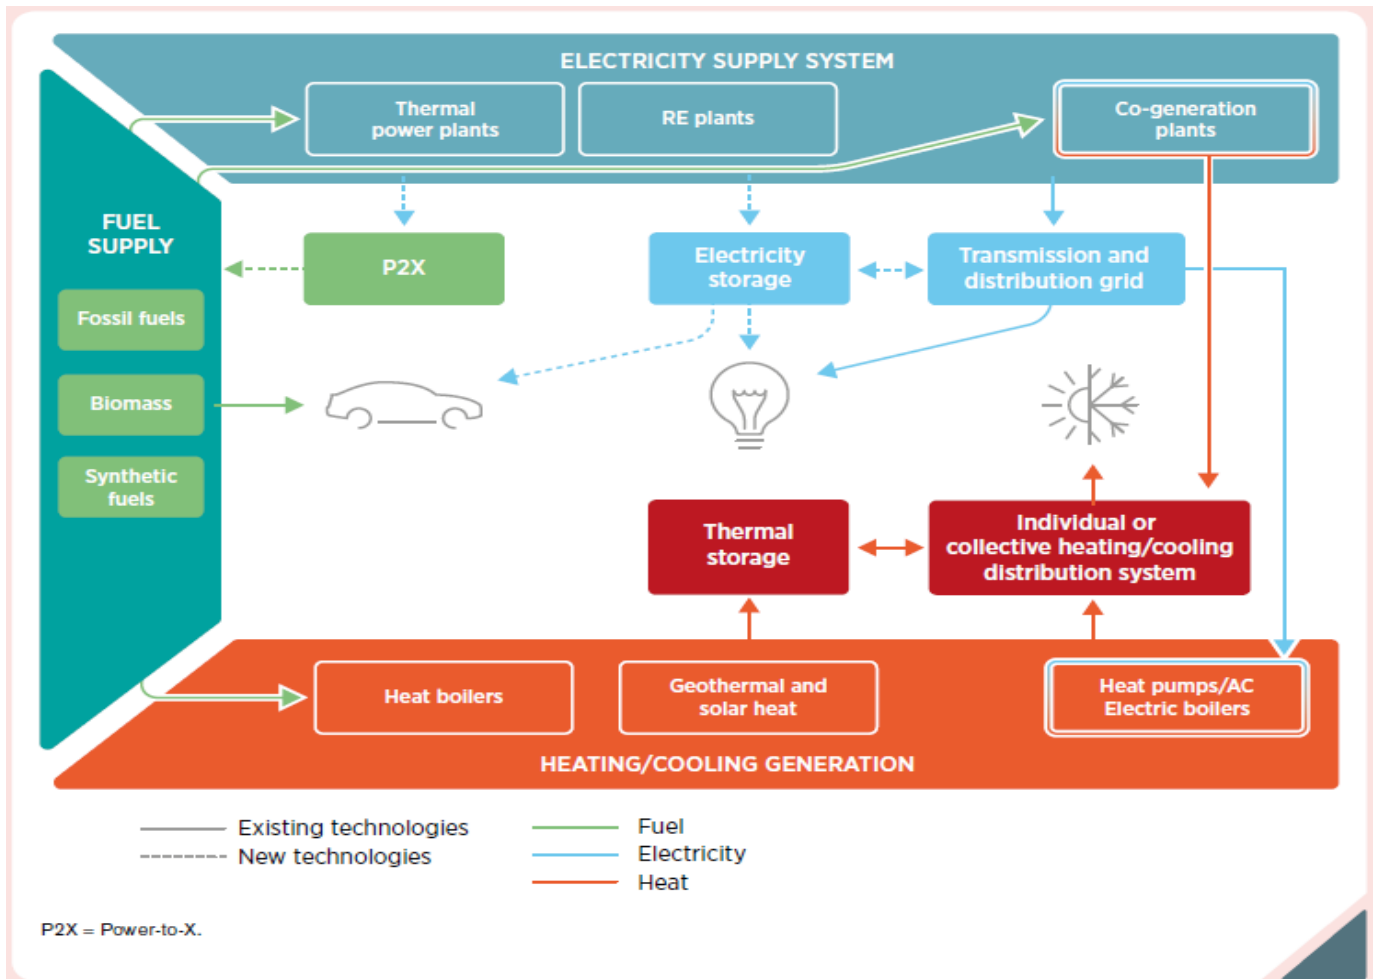 ELECTRICITY SUPPLY SYSTEM
Thermal
power plants
RE plants
Co-generation
plants
FUEL
SUPPLY
P2X
Electricity
storage
Transmission and
distribution grid
Fossil fuels
Biomass
Synthetic
fuels
Thermal
storage
Individual or
collective heating/cooling
distribution system
Heat boilers
Geothermal and
solar heat
Heat pumps/AC
Electric boilers
HEATING/COOLING GENERATION
Existing technologies
New technologies
Fuel
Electricity
Heat
P2X = Power-to-X.